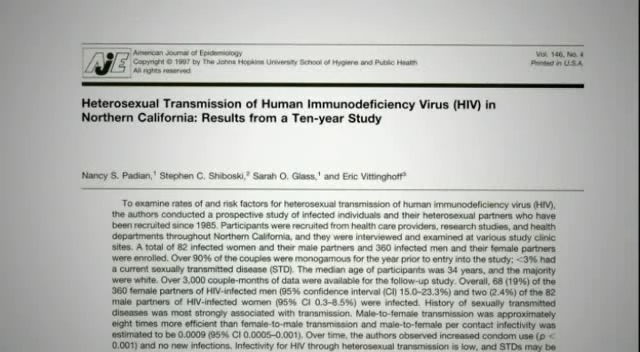 AJE
American Journal of Epidemiology
Copyright © 1997 by The Johns Hopkins University School of Hygiene and Public Health
All rights reserved
Vol. 146, No. 4
Printed in U.S.A.
Heterosexual Transmission of Human Immunodeficiency Virus (HIV) in
Northern California: Results from a Ten-year Study
Nancy S. Padian,¹ Stephen C. Shiboski,² Sarah O. Glass,¹ and Eric Vittinghoff²
To examine rates of and risk factors for heterosexual transmission of human immunodeficiency virus (HIV),
the authors conducted a prospective study of infected individuals and their heterosexual partners who have
been recruited since 1985. Participants were recruited from health care providers, research studies, and health
departments throughout Northern California, and they were interviewed and examined at various study clinic
sites. A total of 82 infected women and their male partners and 360 infected men and their female partners
were enrolled. Over 90% of the couples were monogamous for the year prior to entry into the study; <3% had
a current sexually transmitted disease (STD). The median age of participants was 34 years, and the majority
were white. Over 3,000 couple-months of data were available for the follow-up study. Overall, 68 (19%) of the
360 female partners of HIV-infected men (95% confidence interval (CI) 15.0-23.3%) and two (2.4%) of the 82
male partners of HIV-infected women (95% CI 0.3-8.5%) were infected. History of sexually transmitted
diseases was most strongly associated with transmission. Male-to-female transmission was approximately
eight times more efficient than female-to-male transmission and male-to-female per contact infectivity was
estimated to be 0.0009 (95% CI 0.0005-0.001). Over time, the authors observed increased condom use (p <
0.001) and no new infections. Infectivity for HIV through heterosexual transmission is low, and STDs may be